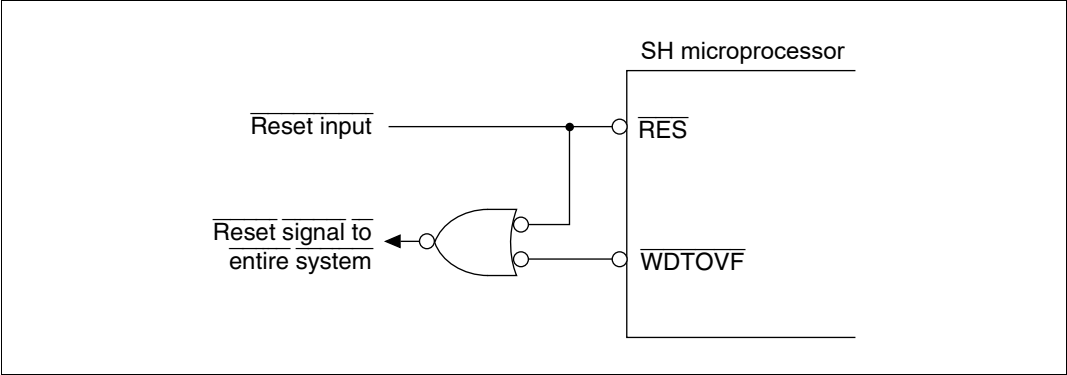 SH microprocessor
Reset input
RES
Reset signal to
entire system
WDTOVF